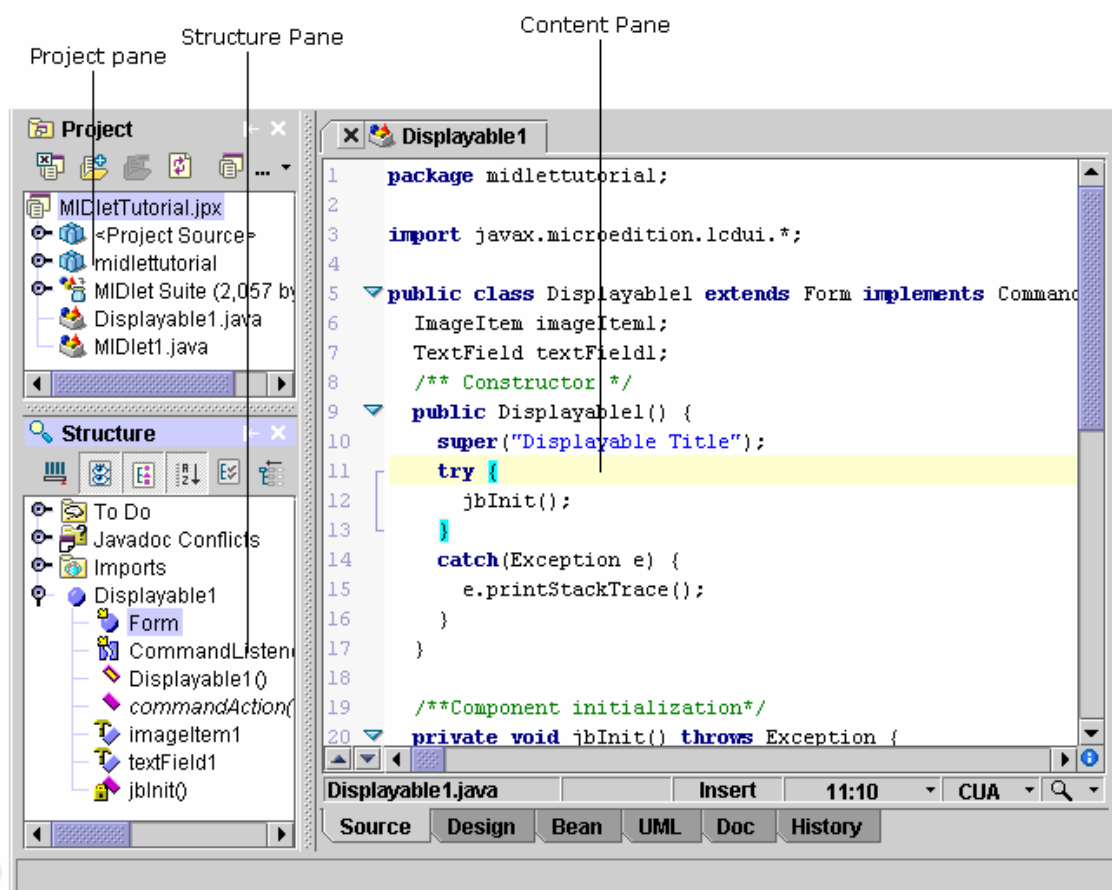 Content Pane
Structure Pane
Project pane
Project
...
MIDletTutorial.jpx
<Project Source>
midlettutorial
MIDlet Suite (2,057 by
Displayable1.java
MIDlet1.java
Structure
To Do
Javadoc Conflicts
Imports
Displayable1
Form
CommandListene
Displayable1()
commandAction(
imageItem1
textField1
jbInit()
Displayable1
1 package midlettutorial;
2
3 import javax.microedition.lcdui.*;
4
5 public class Displayable1 extends Form implements Command
6 ImageItem imageItem1;
7 TextField textField1;
8 /** Constructor */
9 public Displayable1() {
10 super("Displayable Title");
11 try {
12 jbInit();
13 }
14 catch(Exception e) {
15 e.printStackTrace();
16 }
17 }
18
19 /**Component initialization*/
20 private void jbInit() throws Exception {
Displayable1.java Insert 11:10 CUA
Source Design Bean UML Doc History